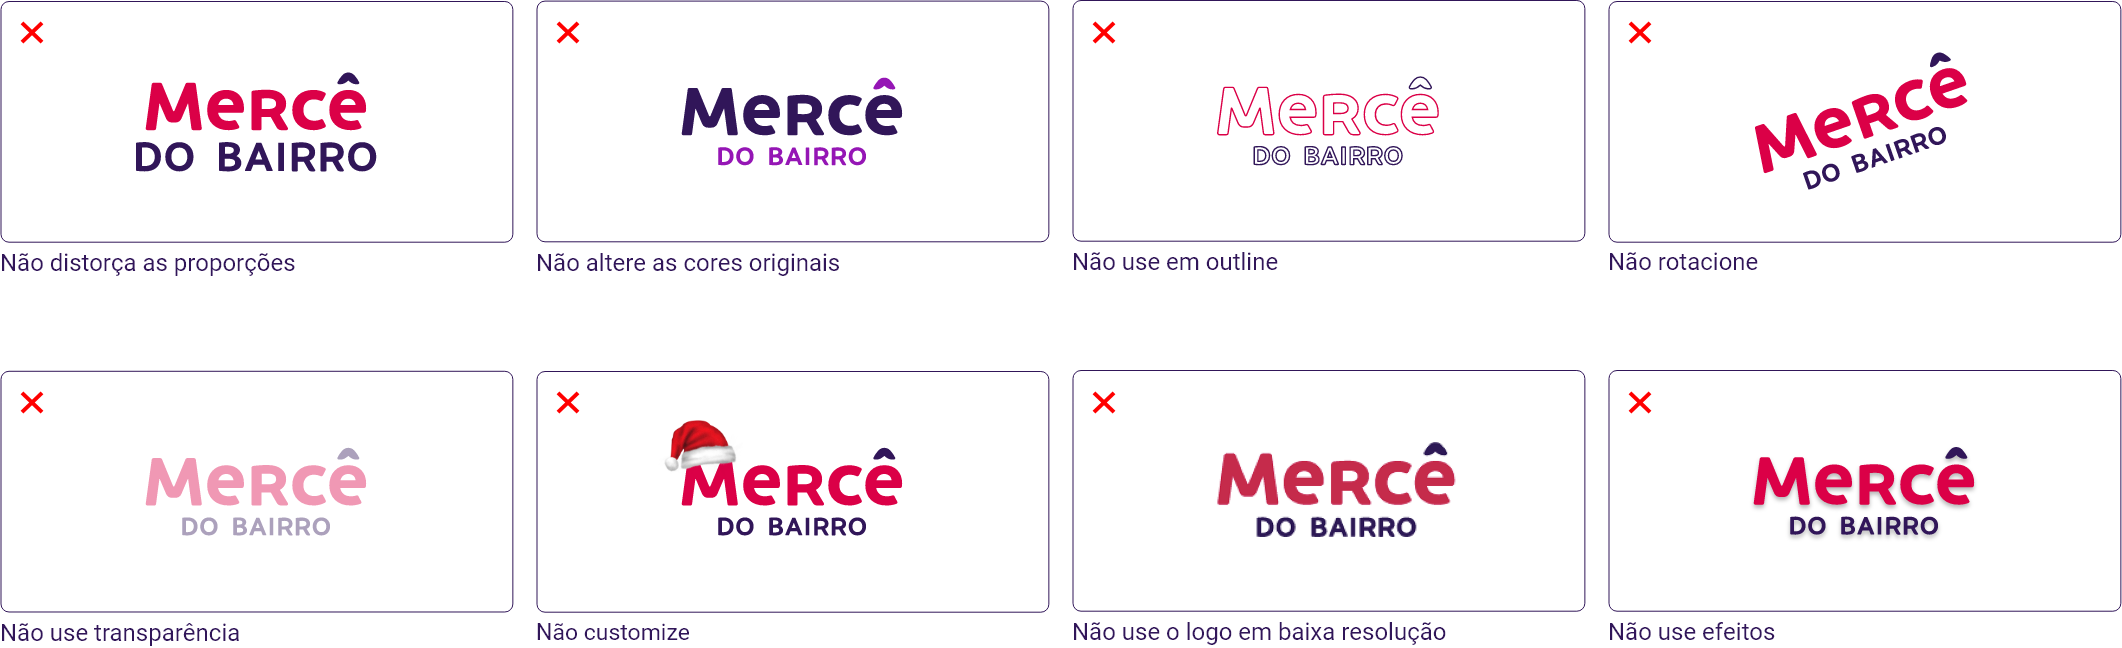 Mercê
DO BAIRRO
Não distorça as proporções
Mercê
DO BAIRRO
Não altere as cores originais
Mercê
DO BAIRRO
Não use em outline
Mercê
DO BAIRRO
Não rotacione
Mercê
DO BAIRRO
Não use transparência
Mercê
DO BAIRRO
Não customize
Mercê
DO BAIRRO
Não use o logo em baixa resolução
Mercê
DO BAIRRO
Não use efeitos